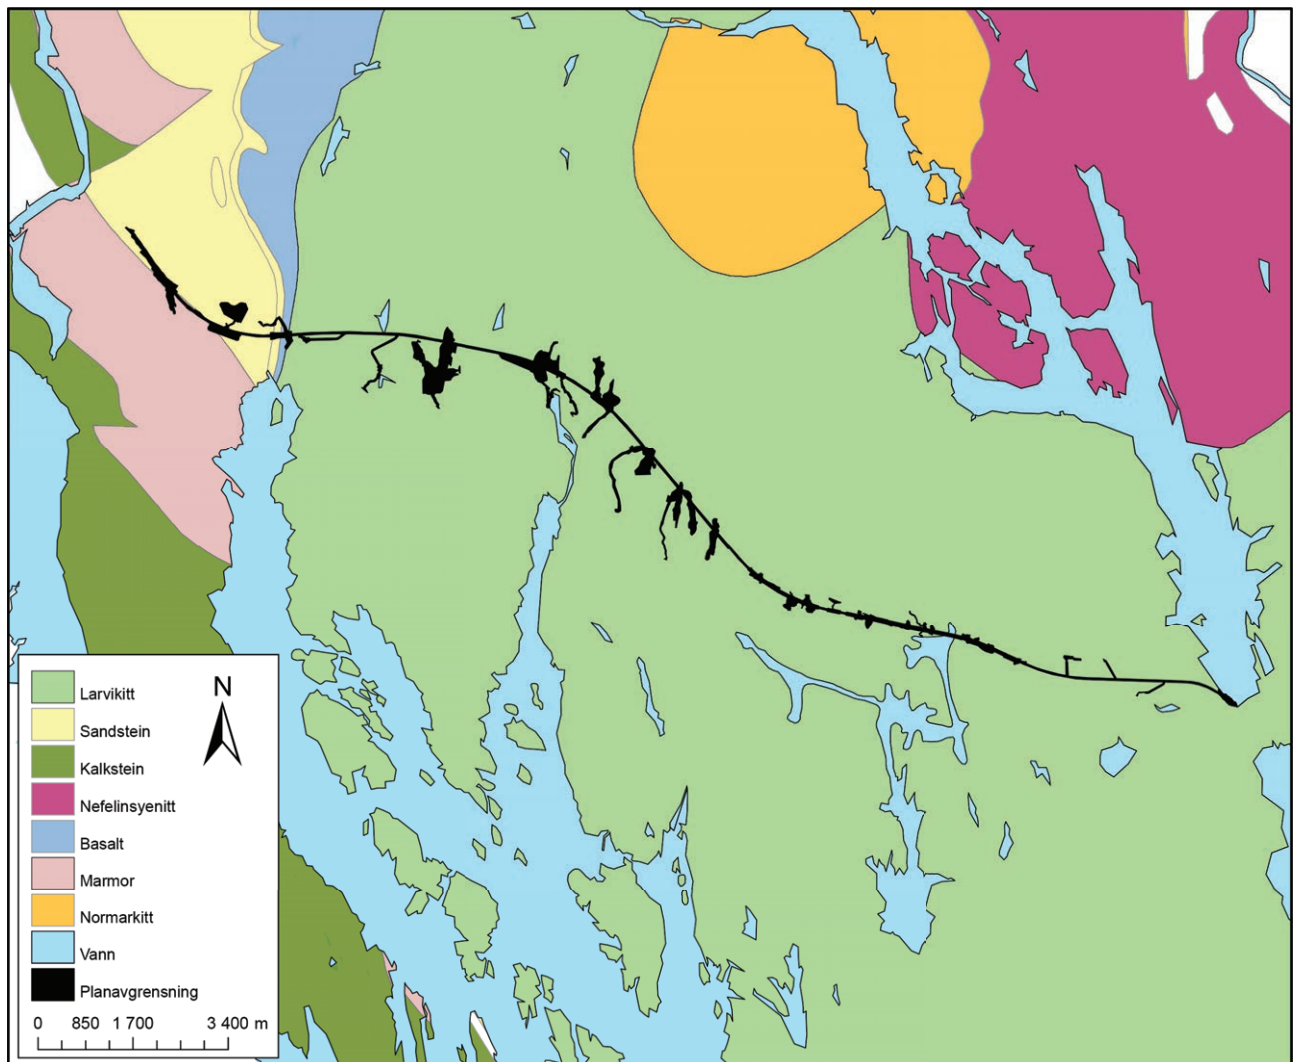 Larvikitt
N
Sandstein
Kalkstein
Nefelinsyenitt
Basalt
Marmor
Normarkitt
Vann
Planavgrensning
0 850 1 700 3 400 m